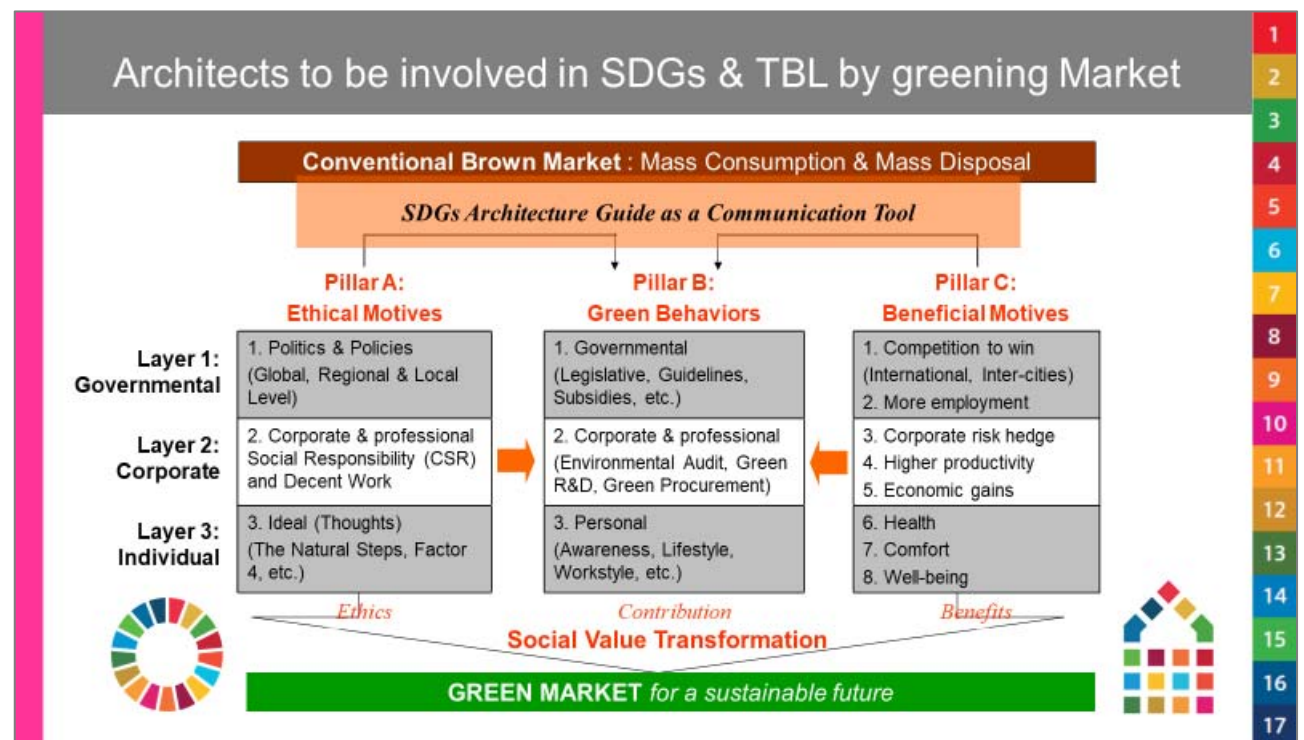 Architects to be involved in SDGs & TBL by greening Market
Conventional Brown Market : Mass Consumption & Mass Disposal
SDGs Architecture Guide as a Communication Tool
Pillar A:
Ethical Motives
Pillar B:
Green Behaviors
Pillar C:
Beneficial Motives
Layer 1:
Governmental
1. Politics & Policies
(Global, Regional & Local
Level)
1. Governmental
(Legislative, Guidelines,
Subsidies, etc.)
1. Competition to win
(International, Inter-cities)
2. More employment
Layer 2:
Corporate
2. Corporate & professional
Social Responsibility (CSR)
and Decent Work
2. Corporate & professional
(Environmental Audit, Green
R&D, Green Procurement)
3. Corporate risk hedge
4. Higher productivity
5. Economic gains
Layer 3:
Individual
3. Ideal (Thoughts)
(The Natural Steps, Factor
4, etc.)
3. Personal
(Awareness, Lifestyle,
Workstyle, etc.)
6. Health
7. Comfort
8. Well-being
Ethics
Contribution
Benefits
Social Value Transformation
GREEN MARKET for a sustainable future
1
2
3
4
5
6
7
8
9
10
11
12
13
14
15
16
17